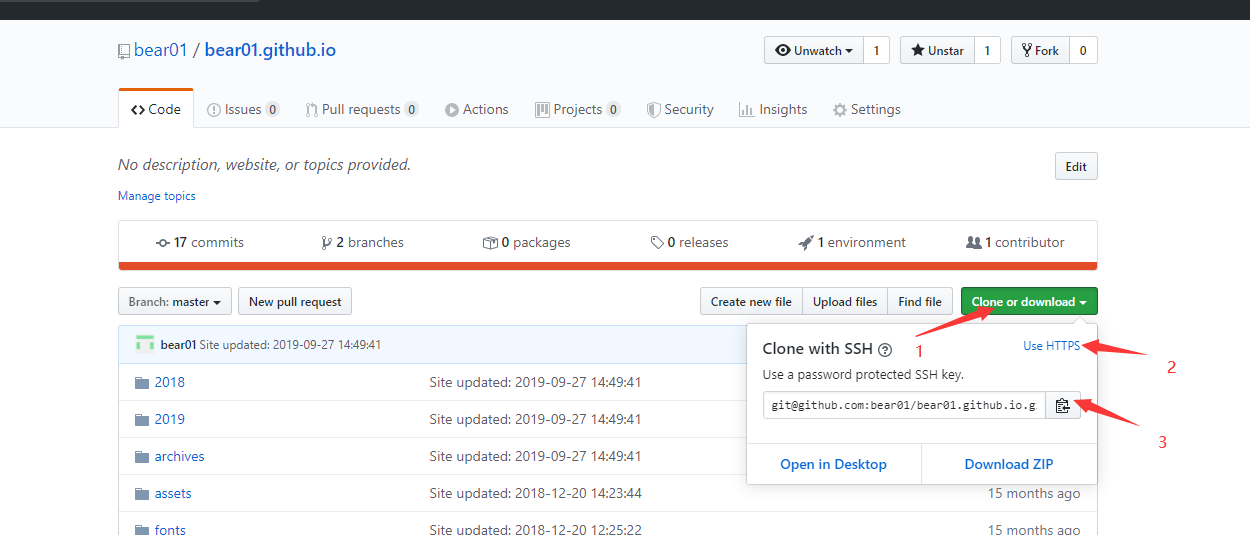 bear01 / bear01.github.io
Unwatch 1 Unstar 1 Fork 0
Code Issues 0 Pull requests 0 Actions Projects 0 Security Insights Settings
No description, website, or topics provided.
Edit
Manage topics
17 commits 2 branches 0 packages 0 releases 1 environment 1 contributor
Branch: master New pull request Create new file Upload files Find file Clone or download
bear01 Site updated: 2019-09-27 14:49:41
1
Clone with SSH
Use HTTPS
2
Use a password protected SSH key.
2018 Site updated: 2019-09-27 14:49:41
git@github.com:bear01/bear01.github.io.g
2019 Site updated: 2019-09-27 14:49:41
3
archives Site updated: 2019-09-27 14:49:41
Open in Desktop Download ZIP
assets Site updated: 2018-12-20 14:23:44 15 months ago
fonts Site updated: 2018-12-20 12:25:22 15 months ago